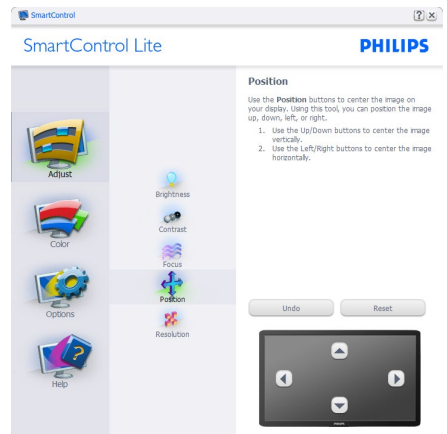 SmartControl
SmartControl Lite
PHILIPS
Adjust
Color
Options
Help
Brightness
Contrast
Focus
Position
Resolution
Position
Use the Position buttons to center the image on
your display. Using this tool, you can position the image
up, down, left, or right.
1. Use the Up/Down buttons to center the image
vertically.
2. Use the Left/Right buttons to center the image
horizontally.
Undo
Reset
PHILIPS